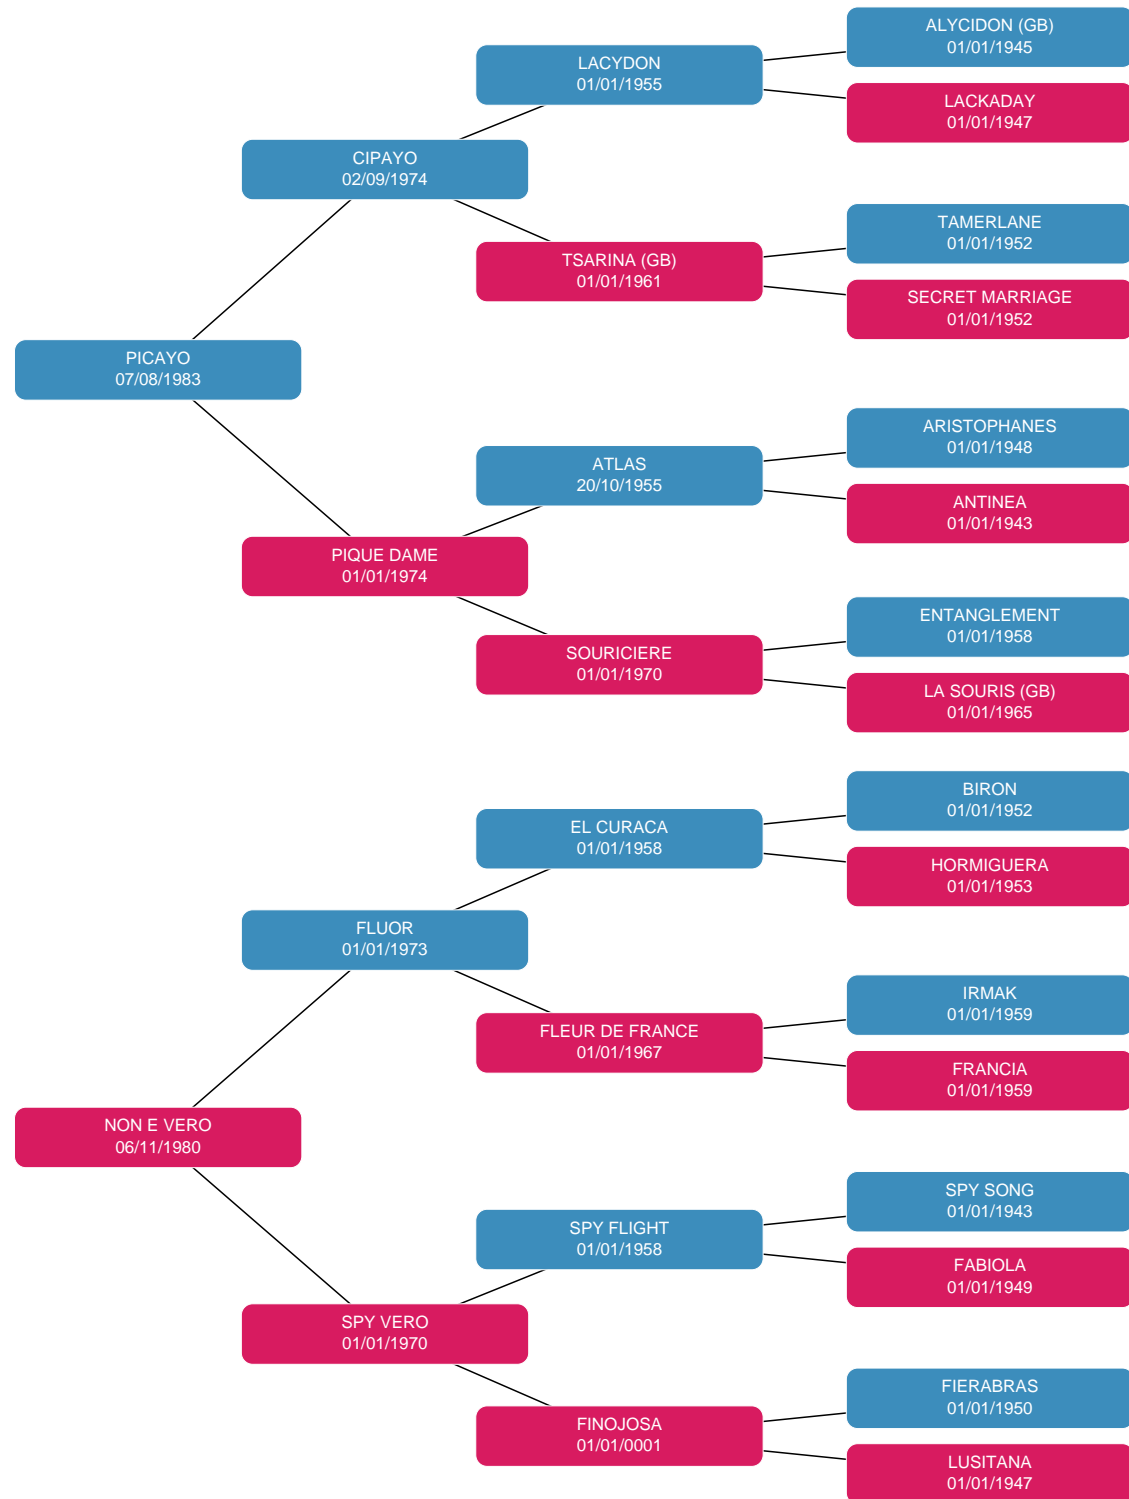 ALYCIDON (GB)
01/01/1945
LACYDON
01/01/1955
LACKADAY
01/01/1947
CIPAYO
02/09/1974
TAMERLANE
01/01/1952
TSARINA (GB)
01/01/1961
SECRET MARRIAGE
01/01/1952
PICAYO
07/08/1983
ARISTOPHANES
01/01/1948
ATLAS
20/10/1955
ANTINEA
01/01/1943
PIQUE DAME
01/01/1974
ENTANGLEMENT
01/01/1958
SOURICIERE
01/01/1970
LA SOURIS (GB)
01/01/1965
BIRON
01/01/1952
EL CURACA
01/01/1958
HORMIGUERA
01/01/1953
FLUOR
01/01/1973
IRMAK
01/01/1959
FLEUR DE FRANCE
01/01/1967
FRANCIA
01/01/1959
NON E VERO
06/11/1980
SPY SONG
01/01/1943
SPY FLIGHT
01/01/1958
FABIOLA
01/01/1949
SPY VERO
01/01/1970
FIERABRAS
01/01/1950
FINOJOSA
01/01/0001
LUSITANA
01/01/1947